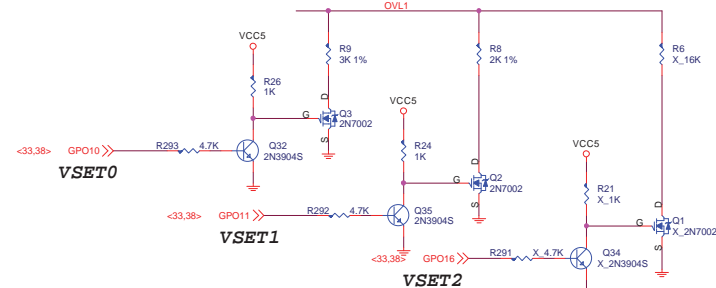 OVL1
VCC5
R9
3K 1%
R8
2K 1%
R6
X_16K
R26
1K
D
G
S
Q3
2N7002
VCC5
<33,38>
GPO10
R293
4.7K
Q32
2N3904S
VSET0
R24
1K
D
G
S
Q2
2N7002
VCC5
<33,38>
GPO11
R292
4.7K
Q35
2N3904S
VSET1
R21
X_1K
D
G
S
Q1
X_2N7002
<33,38>
GPO16
R291
X_4.7K
Q34
X_2N3904S
VSET2